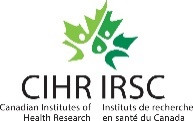 CIHR IRSC
Canadian Institutes of Instituts de recherche
Health Research en santé du Canada